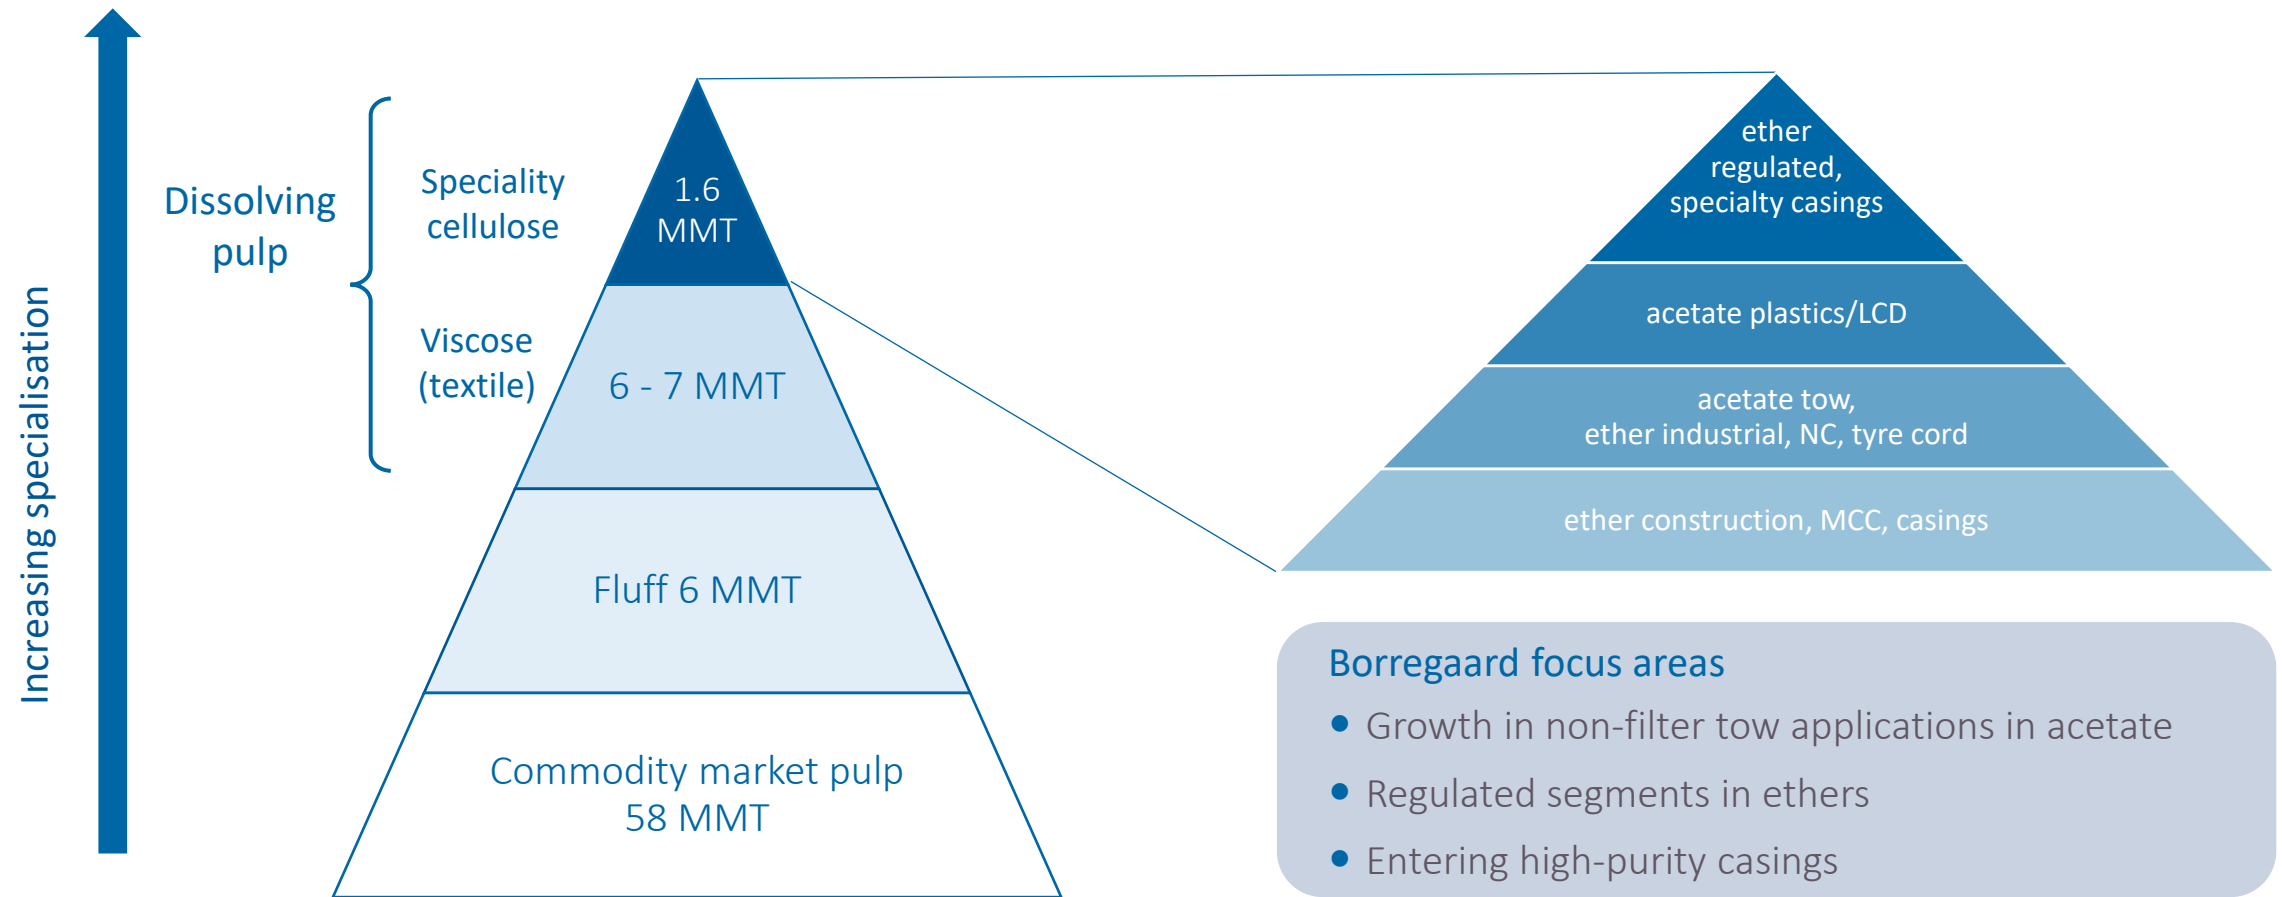 Increasing specialisation
Dissolving
pulp
Speciality
cellulose
Viscose
(textile)
1.6
MMT
6 - 7 MMT
Fluff 6 MMT
Commodity market pulp
58 MMT
ether
regulated,
specialty casings
acetate plastics/LCD
acetate tow,
ether industrial, NC, tyre cord
ether construction, MCC, casings
Borregaard focus areas
• Growth in non-filter tow applications in acetate
• Regulated segments in ethers
• Entering high-purity casings